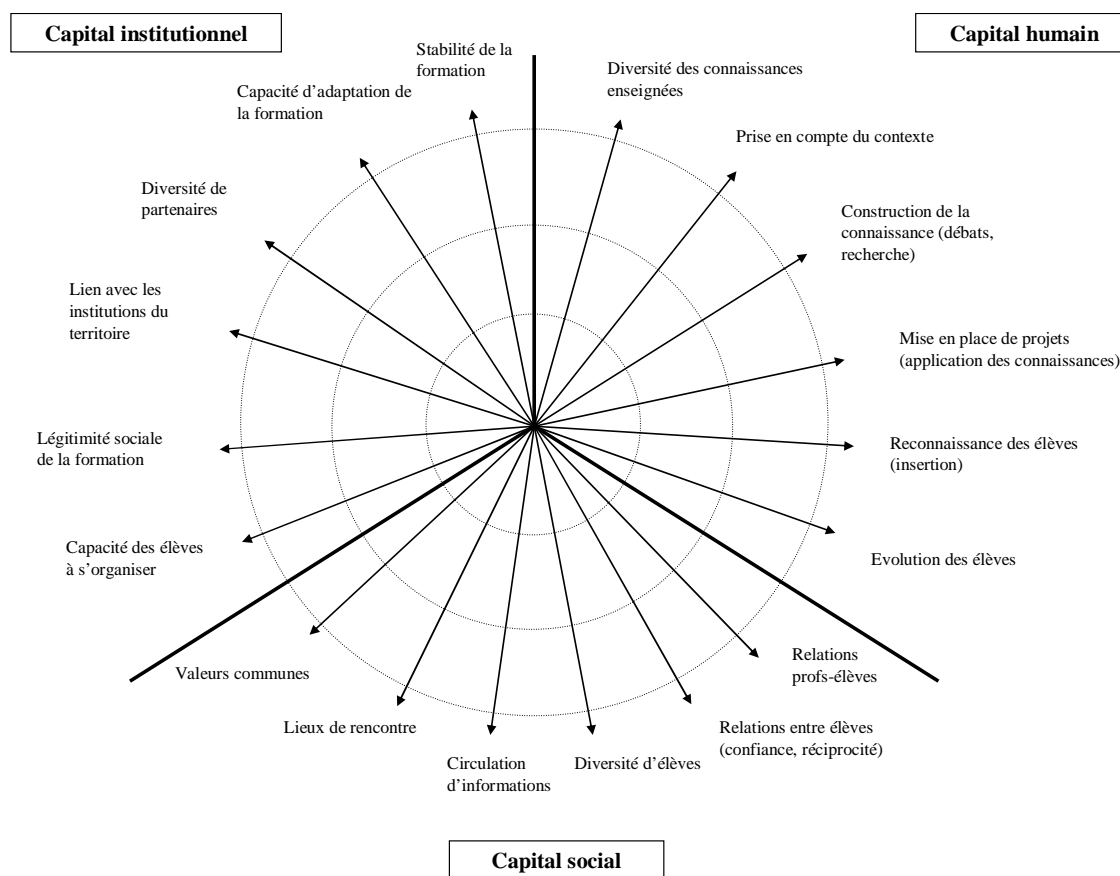 Capital institutionnel
Capital humain
Stabilité de la
formation
Diversité des connaissances
enseignées
Capacité d’adaptation de
la formation
Prise en compte du contexte
Diversité de
partenaires
Construction de la
connaissance (débats,
recherche)
Lien avec les
institutions du
territoire
Mise en place de projets
(application des connaissances)
Légitimité sociale
de la formation
Reconnaissance des élèves
(insertion)
Capacité des élèves
à s’organiser
Evolution des élèves
Valeurs communes
Relations
profs-élèves
Lieux de rencontre
Relations entre élèves
(confiance, réciprocité)
Circulation
d’informations
Diversité d’élèves
Capital social